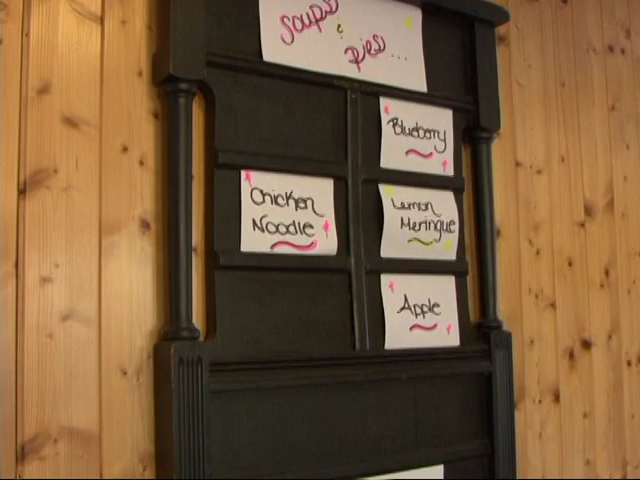 Soups
&
Pies...
Blueberry
Chicken
Noodle
Lemon
Meringue
Apple